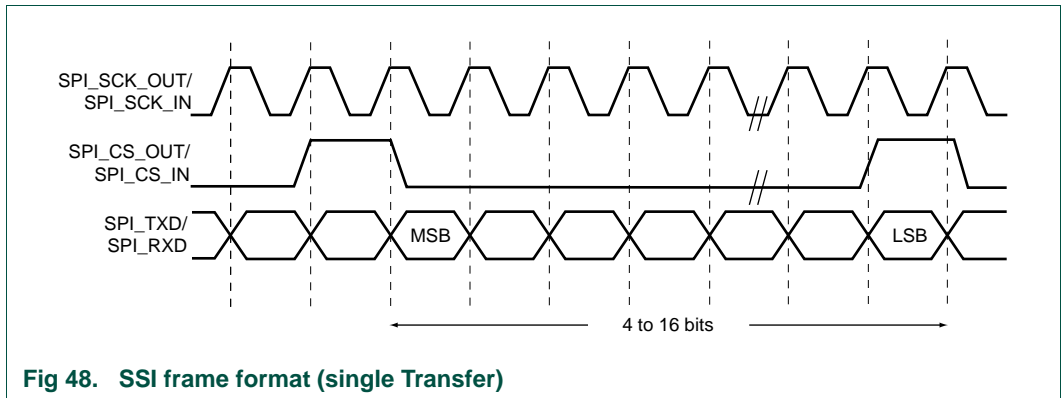 SPI_SCK_OUT/
SPI_SCK_IN
SPI_CS_OUT/
SPI_CS_IN
SPI_TXD/
SPI_RXD
MSB
LSB
4 to 16 bits
Fig 48. SSI frame format (single Transfer)